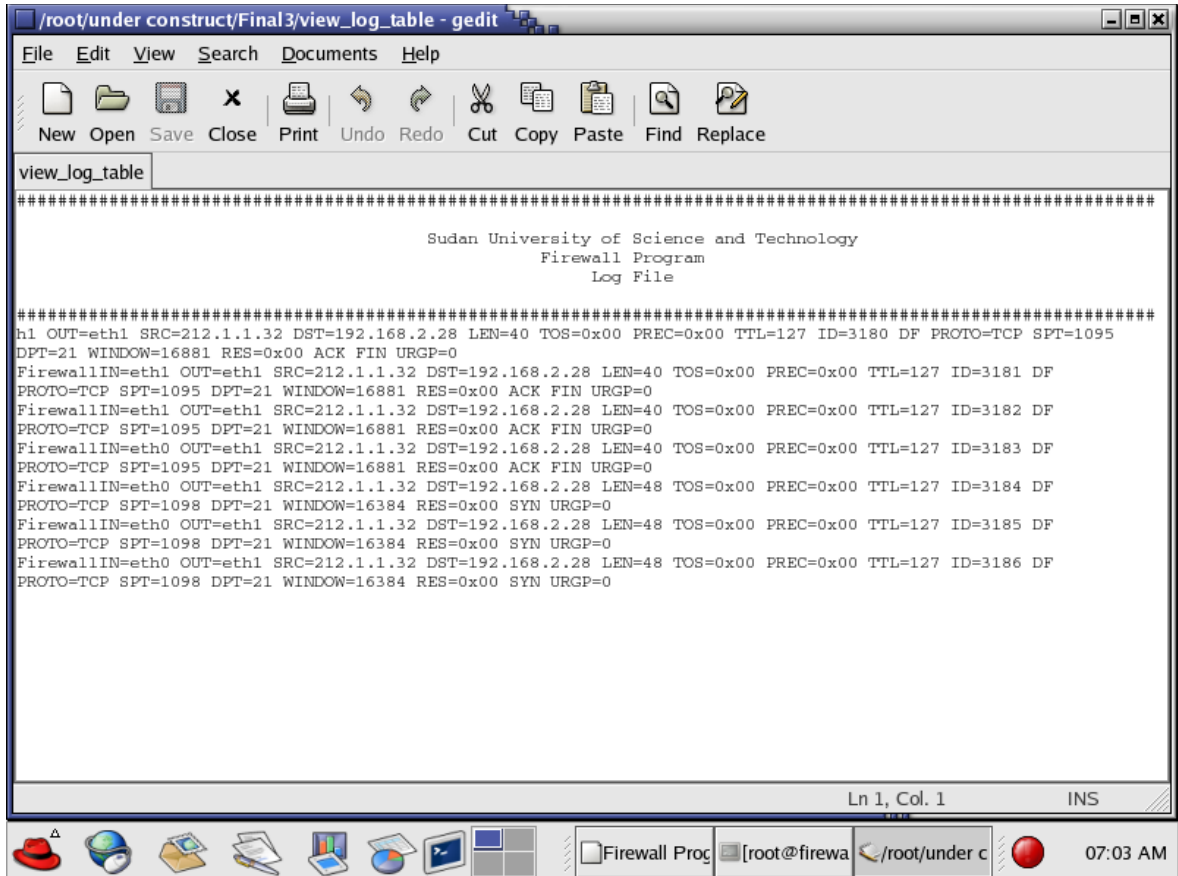 /root/under construct/Final3/view_log_table - gedit
File Edit View Search Documents Help
New Open Save Close Print Undo Redo Cut Copy Paste Find Replace
view_log_table
###############################################################################################################
Sudan University of Science and Technology
Firewall Program
Log File
###############################################################################################################
h1 OUT=eth1 SRC=212.1.1.32 DST=192.168.2.28 LEN=40 TOS=0x00 PREC=0x00 TTL=127 ID=3180 DF PROTO=TCP SPT=1095
DPT=21 WINDOW=16881 RES=0x00 ACK FIN URGP=0
FirewallIN=eth1 OUT=eth1 SRC=212.1.1.32 DST=192.168.2.28 LEN=40 TOS=0x00 PREC=0x00 TTL=127 ID=3181 DF
PROTO=TCP SPT=1095 DPT=21 WINDOW=16881 RES=0x00 ACK FIN URGP=0
FirewallIN=eth1 OUT=eth1 SRC=212.1.1.32 DST=192.168.2.28 LEN=40 TOS=0x00 PREC=0x00 TTL=127 ID=3182 DF
PROTO=TCP SPT=1095 DPT=21 WINDOW=16881 RES=0x00 ACK FIN URGP=0
FirewallIN=eth0 OUT=eth1 SRC=212.1.1.32 DST=192.168.2.28 LEN=40 TOS=0x00 PREC=0x00 TTL=127 ID=3183 DF
PROTO=TCP SPT=1095 DPT=21 WINDOW=16881 RES=0x00 ACK FIN URGP=0
FirewallIN=eth0 OUT=eth1 SRC=212.1.1.32 DST=192.168.2.28 LEN=48 TOS=0x00 PREC=0x00 TTL=127 ID=3184 DF
PROTO=TCP SPT=1098 DPT=21 WINDOW=16384 RES=0x00 SYN URGP=0
FirewallIN=eth0 OUT=eth1 SRC=212.1.1.32 DST=192.168.2.28 LEN=48 TOS=0x00 PREC=0x00 TTL=127 ID=3185 DF
PROTO=TCP SPT=1098 DPT=21 WINDOW=16384 RES=0x00 SYN URGP=0
FirewallIN=eth0 OUT=eth1 SRC=212.1.1.32 DST=192.168.2.28 LEN=48 TOS=0x00 PREC=0x00 TTL=127 ID=3186 DF
PROTO=TCP SPT=1098 DPT=21 WINDOW=16384 RES=0x00 SYN URGP=0
Ln 1, Col. 1 INS
Firewall Prog [root@firewa /root/under c 07:03 AM